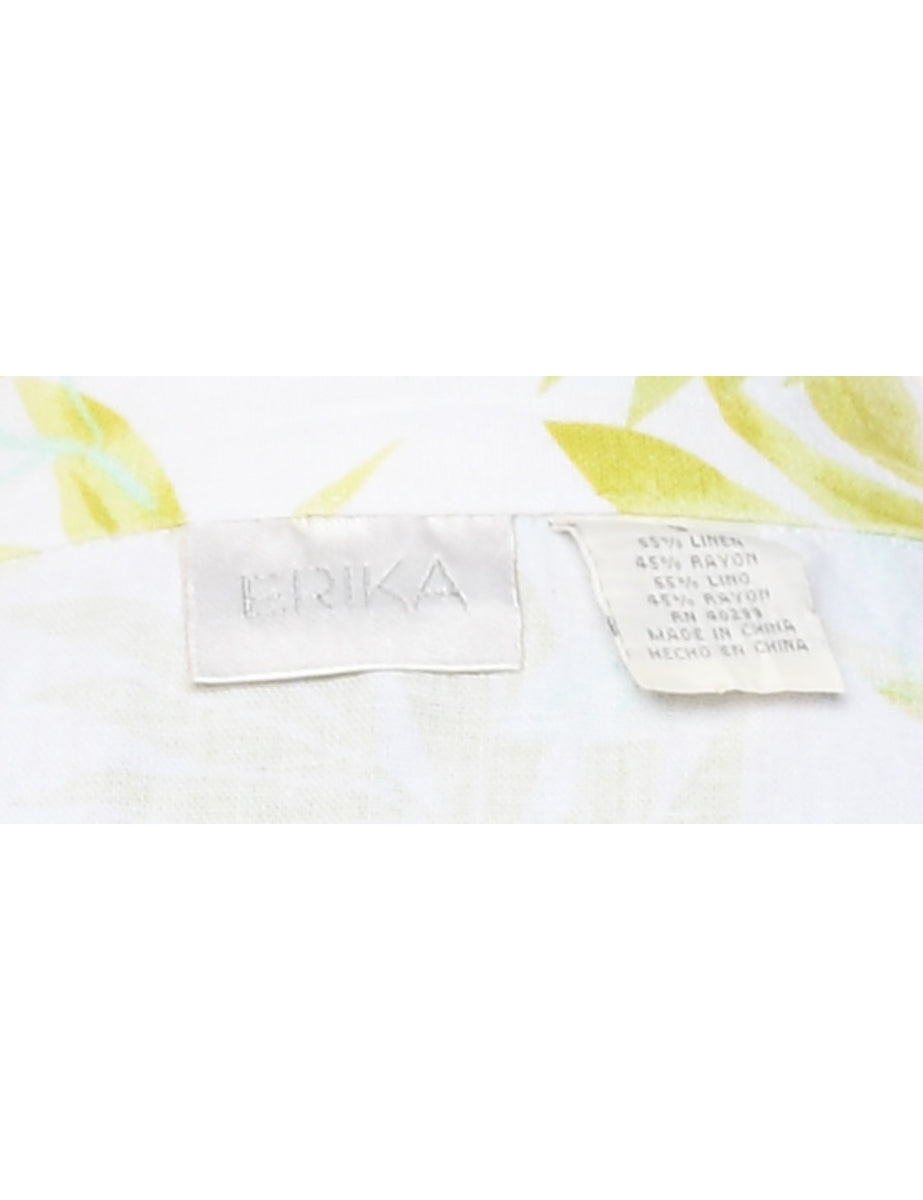 ERIKA
55% LINEN
45% RAYON
55% LINO
45% RAYON
RN 40299
MADE IN CHINA
HECHO EN CHINA